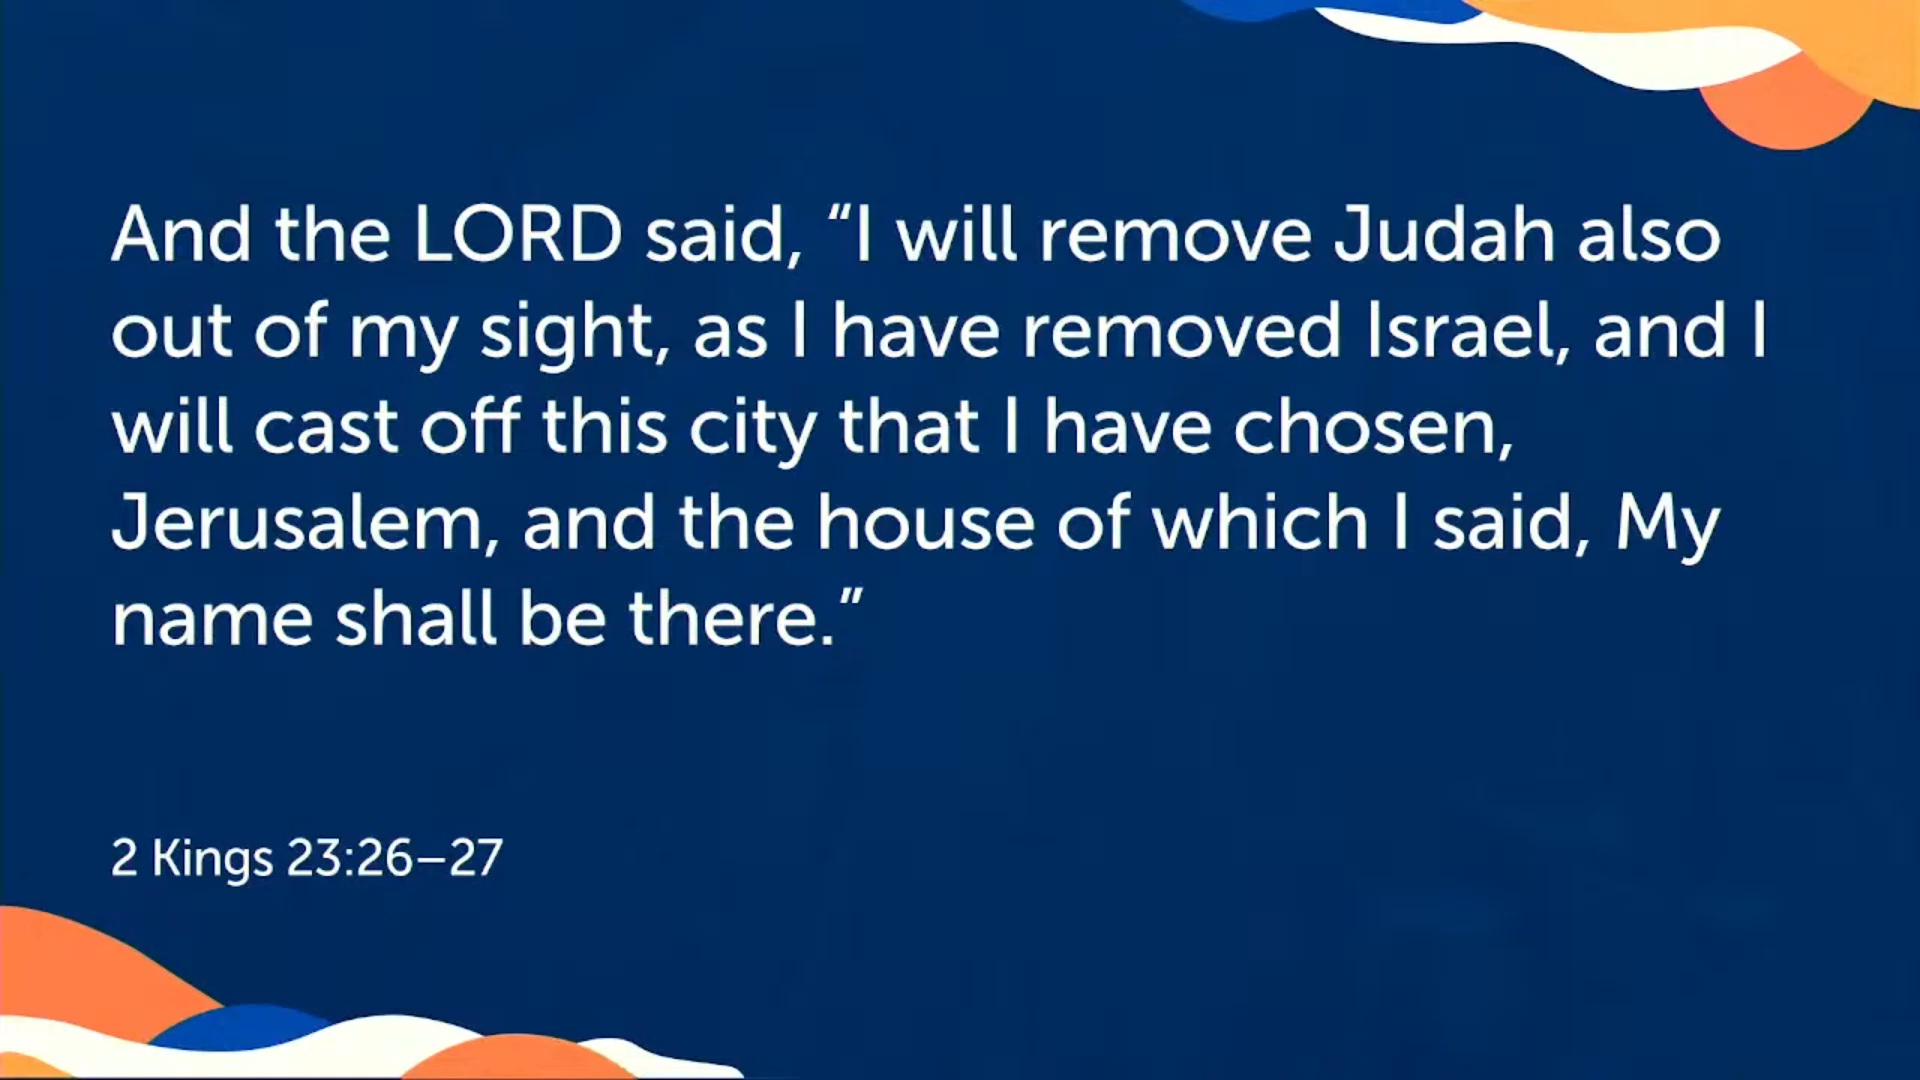 And the LORD said, “I will remove Judah also
out of my sight, as I have removed Israel, and I
will cast off this city that I have chosen,
Jerusalem, and the house of which I said, My
name shall be there.”
2 Kings 23:26–27